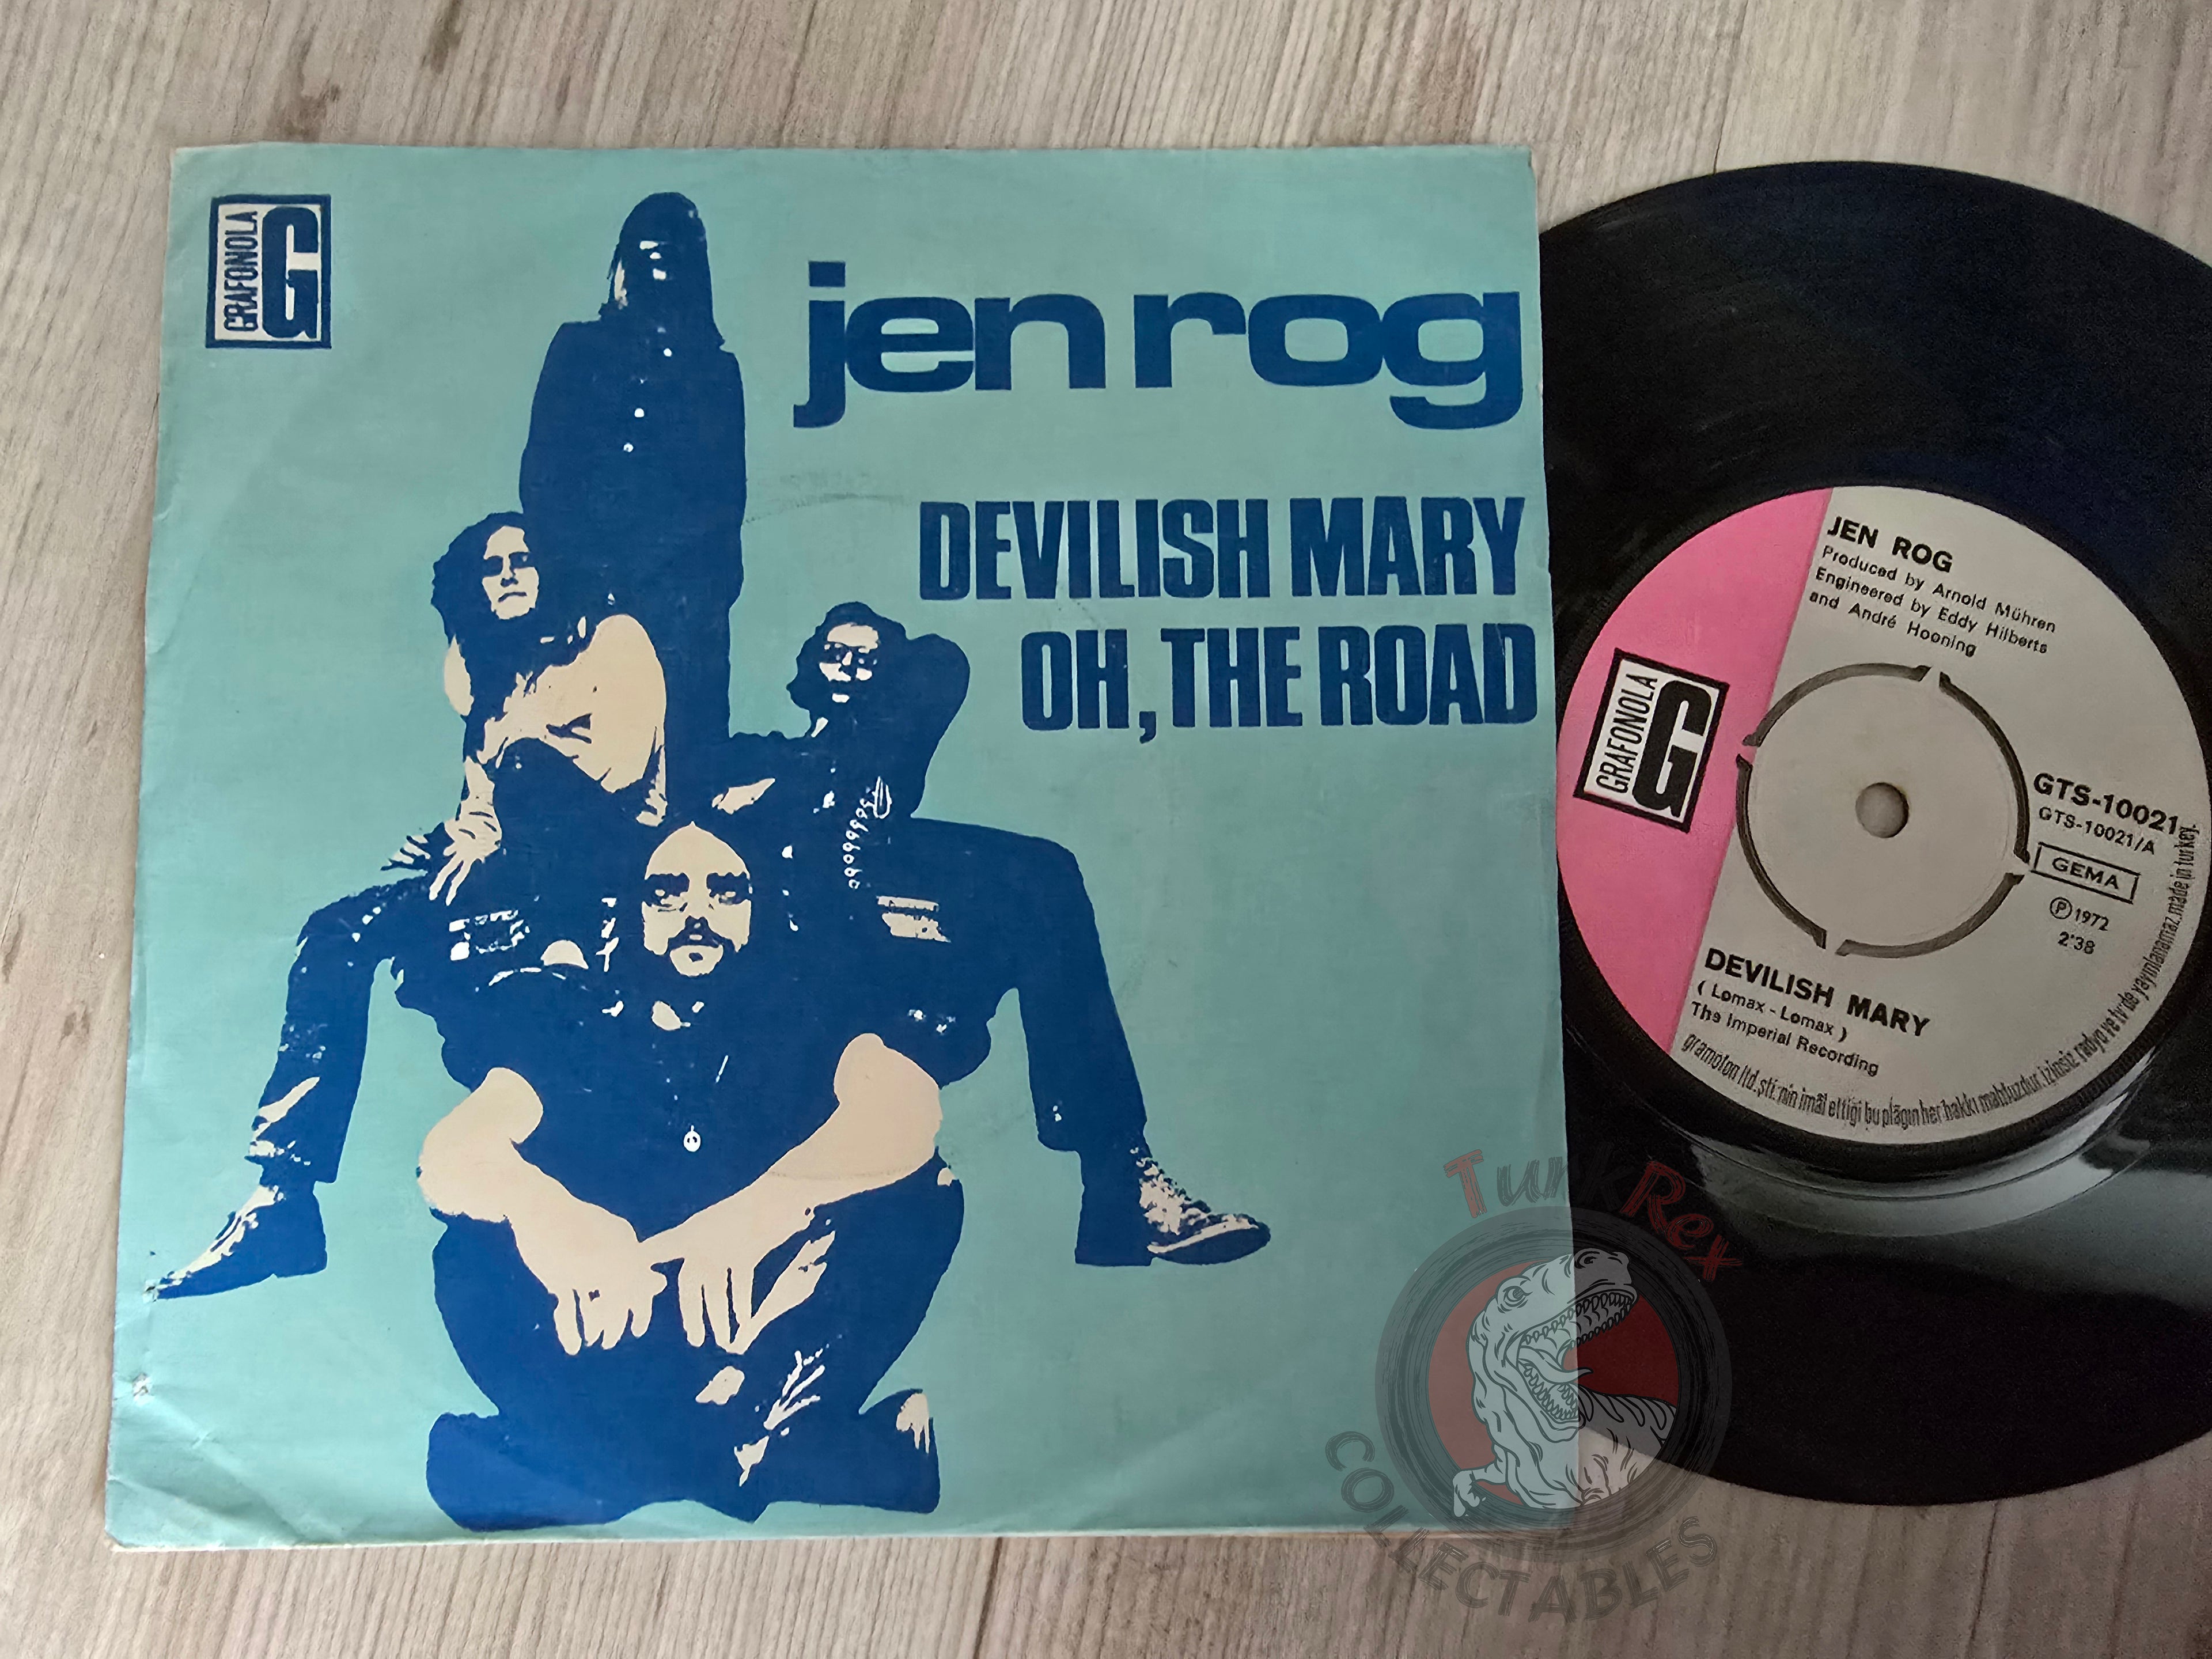 GRAFONOLA
G
jen rog
DEVILISH MARY
OH, THE ROAD
JEN ROG
Produced by Arnold Mühren
Engineered by Eddy Hilberts
and André Hooning
GRAFONOLA
G
GTS-10021
GTS-10021/A
GEMA
Ⓟ 1972
2'38
DEVILISH MARY
( Lomax - Lomax )
The Imperial Recording
gramofon ltd.şti.'nin imâl ettiği bu plâğın her hakkı mahfuzdur. izinsiz radyo ve tv'de yayınlanamaz. made in turkey.
TurkRex
COLLECTABLES